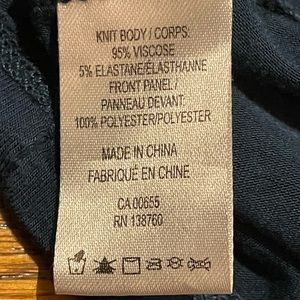 KNIT BODY / CORPS:
95% VISCOSE
5% ELASTANE/ÉLASTHANNE
FRONT PANEL /
PANNEAU DEVANT:
100% POLYESTER/POLYESTER
MADE IN CHINA
FABRIQUÉ EN CHINE
CA 00655
RN 138760